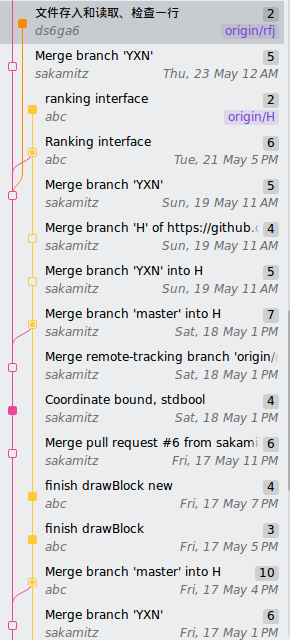 文件存入和读取、检查一行 2
ds6ga6 origin/rfj
Merge branch 'YXN' 5
sakamitz Thu, 23 May 12 AM
ranking interface 2
abc origin/H
Ranking interface 6
abc Tue, 21 May 5 PM
Merge branch 'YXN' 5
sakamitz Sun, 19 May 11 AM
Merge branch 'H' of https://github. 4
sakamitz Sun, 19 May 11 AM
Merge branch 'YXN' into H 5
sakamitz Sun, 19 May 11 AM
Merge branch 'master' into H 7
sakamitz Sat, 18 May 1 PM
Merge remote-tracking branch 'origin/
sakamitz Sat, 18 May 1 PM
Coordinate bound, stdbool 4
sakamitz Sat, 18 May 1 PM
Merge pull request #6 from sakami 6
sakamitz Fri, 17 May 11 PM
finish drawBlock new 4
abc Fri, 17 May 7 PM
finish drawBlock 3
abc Fri, 17 May 5 PM
Merge branch 'master' into H 10
abc Fri, 17 May 4 PM
Merge branch 'YXN' 6
sakamitz Fri, 17 May 1 PM